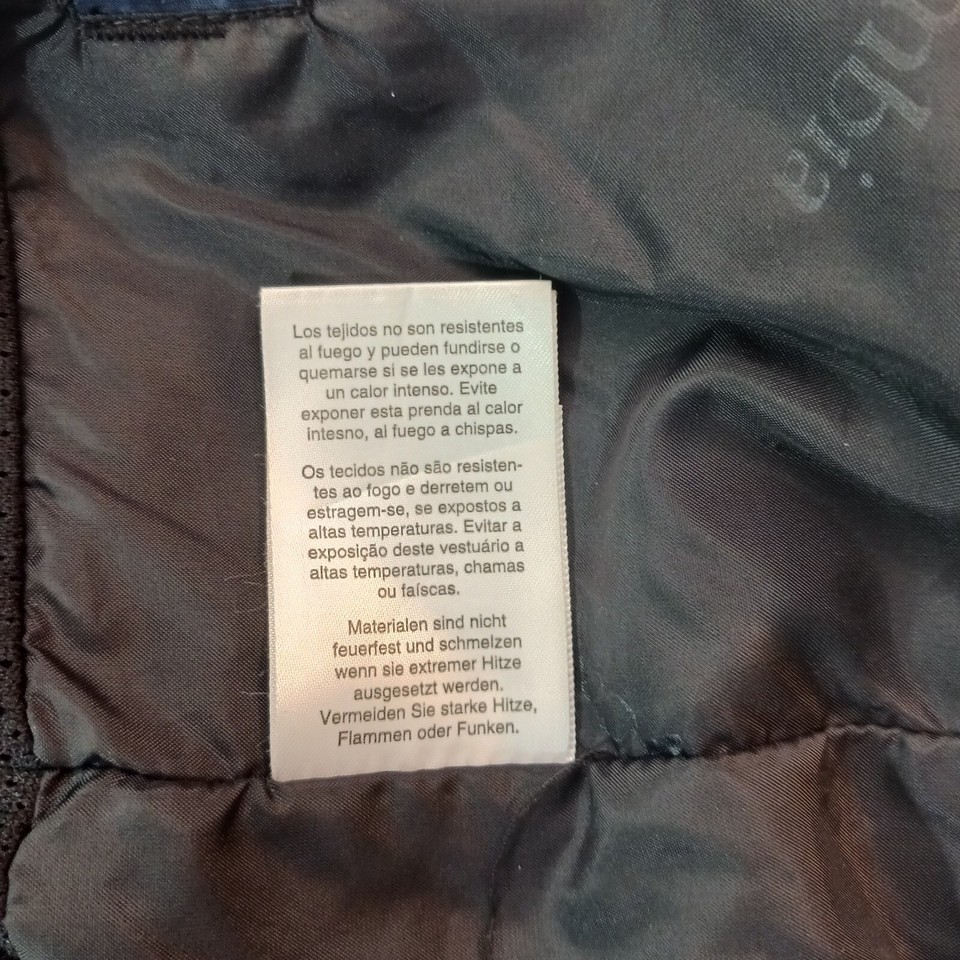 Los tejidos no son resistentes
al fuego y pueden fundirse o
quemarse si se les expone a
un calor intenso. Evite
exponer esta prenda al calor
intesno, al fuego a chispas.
Os tecidos não são resisten-
tes ao fogo e derretem ou
estragem-se, se expostos a
altas temperaturas. Evitar a
exposição deste vestuário a
altas temperaturas, chamas
ou faíscas.
Materialen sind nicht
feuerfest und schmelzen
wenn sie extremer Hitze
ausgesetzt werden.
Vermeiden Sie starke Hitze,
Flammen oder Funken.